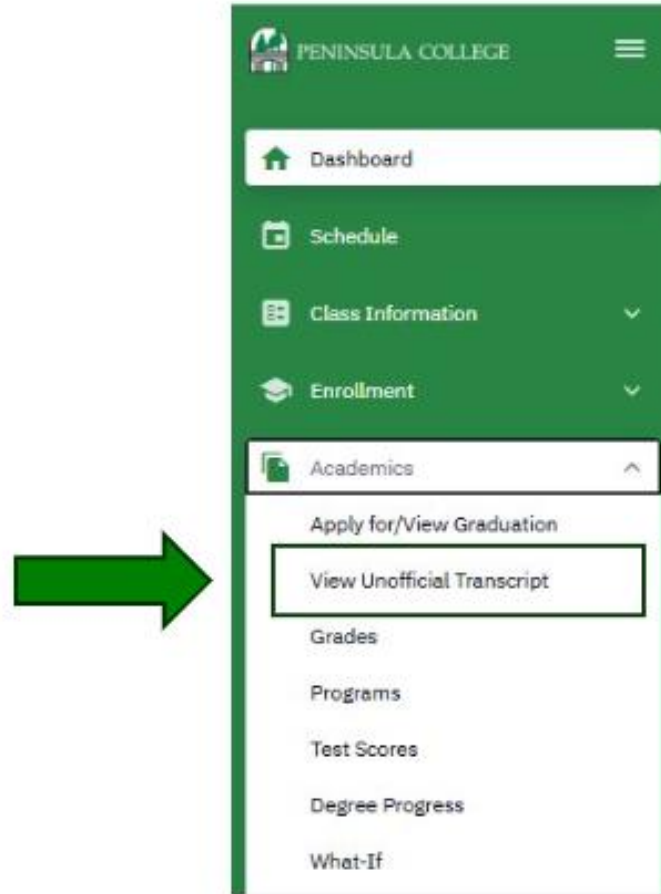 PENINSULA COLLEGE
Dashboard
Schedule
Class Information
Enrollment
Academics
Apply for/View Graduation
View Unofficial Transcript
Grades
Programs
Test Scores
Degree Progress
What-If